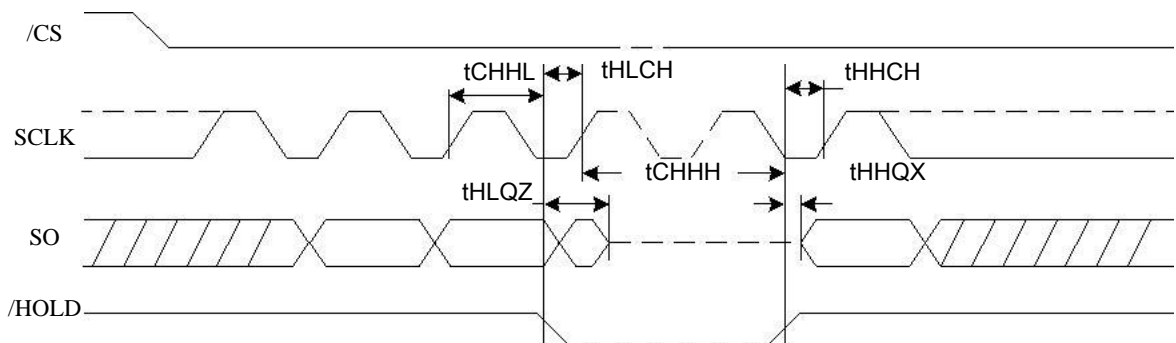 /CS
tCHHL tHLCH tHHCH
SCLK
tCHHH tHHQX
tHLQZ
SO
/HOLD